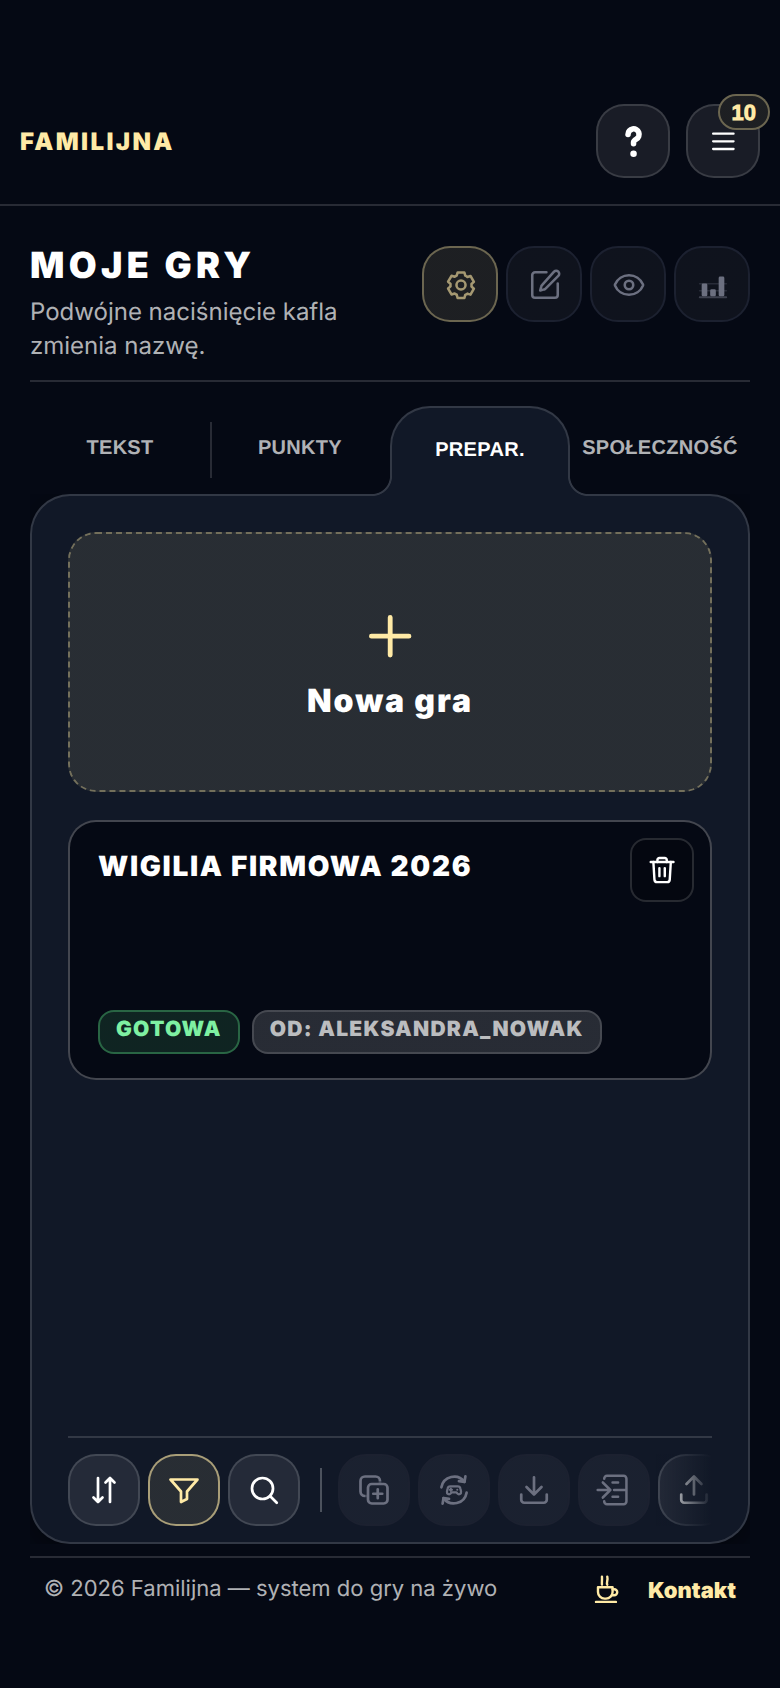 10
FAMILIJNA
?
MOJE GRY
Podwójne naciśnięcie kafla
zmienia nazwę.
TEKST
PUNKTY
PREPAR.
SPOŁECZNOŚĆ
Nowa gra
WIGILIA FIRMOWA 2026
GOTOWA
OD: ALEKSANDRA_NOWAK
© 2026 Familijna — system do gry na żywo
Kontakt